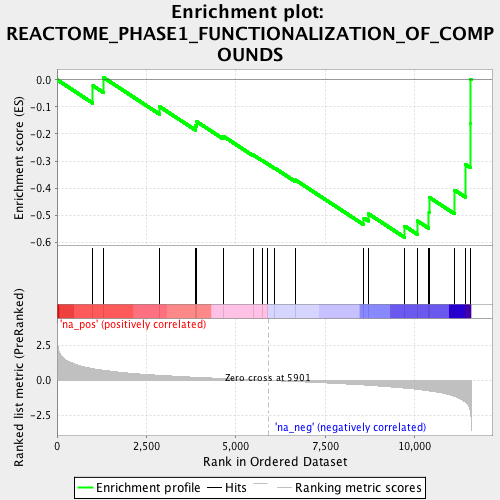 Enrichment plot:
REACTOME_PHASE1_FUNCTIONALIZATION_OF_COMP
OUNDS
Enrichment score (ES)
0.0
-0.1
-0.2
-0.3
-0.4
-0.5
-0.6
'na_pos' (positively correlated)
Ranked list metric (PreRanked)
2.5
0.0
-2.5
Zero cross at 5901
'na_neg' (negatively correlated)
0
2,500
5,000
7,500
10,000
Rank in Ordered Dataset
Enrichment profile
Hits
Ranking metric scores